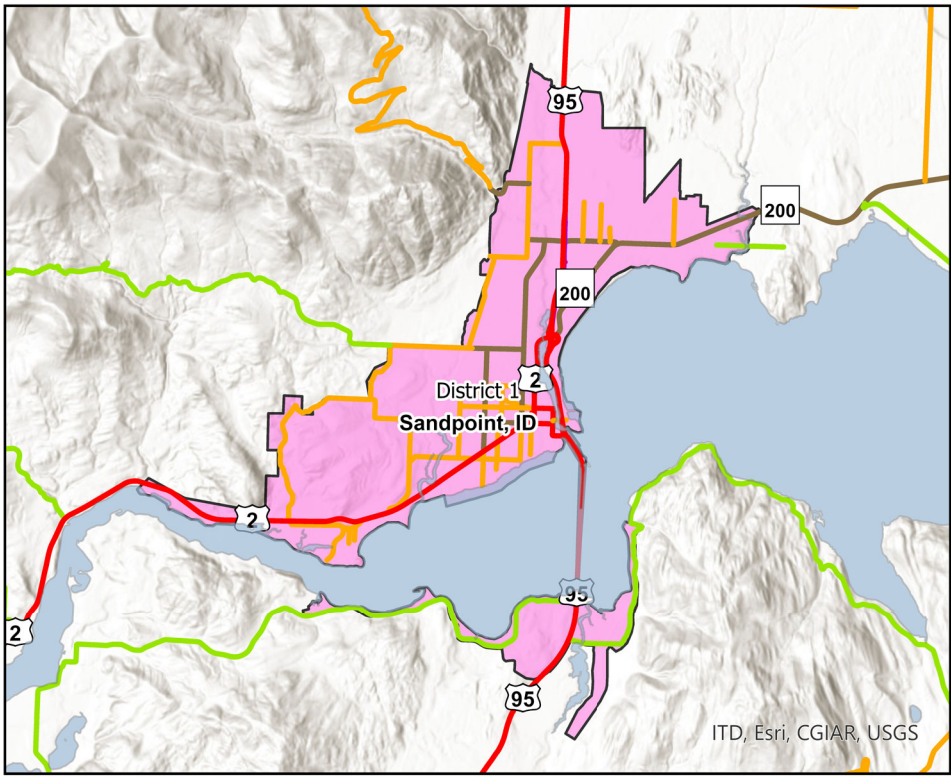 95
200
200
2
District 1
Sandpoint, ID
2
95
2
95
ITD, Esri, CGIAR, USGS